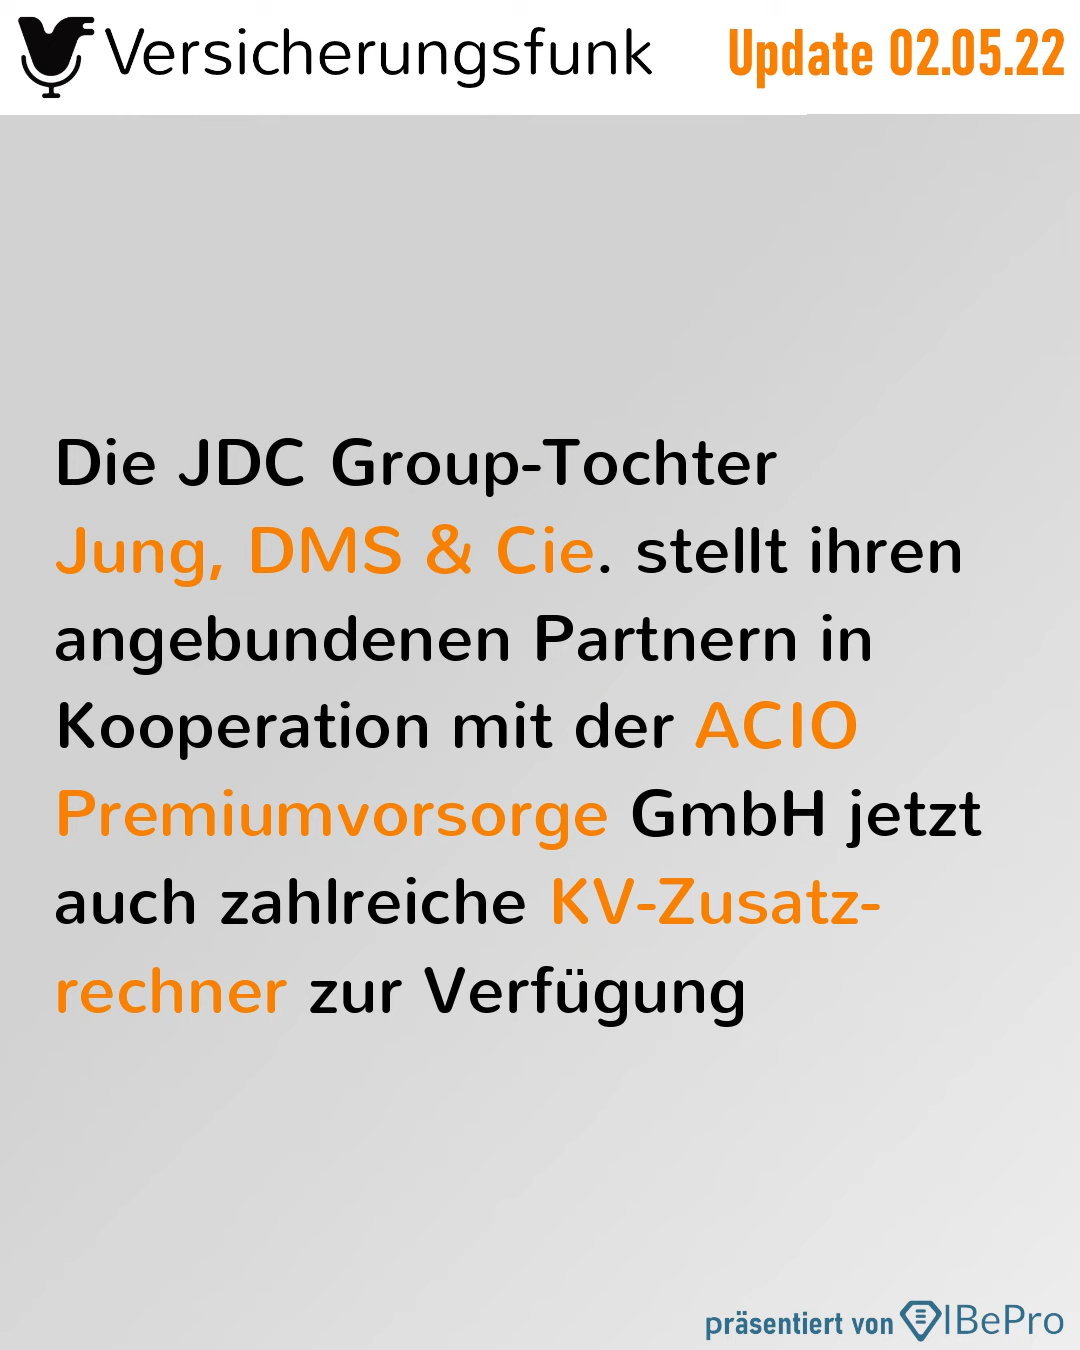 Versicherungsfunk
Update 02.05.22
Die JDC Group-Tochter
Jung, DMS & Cie. stellt ihren
angebundenen Partnern in
Kooperation mit der ACIO
Premiumvorsorge GmbH jetzt
auch zahlreiche KV-Zusatz-
rechner zur Verfügung
präsentiert von IBePro